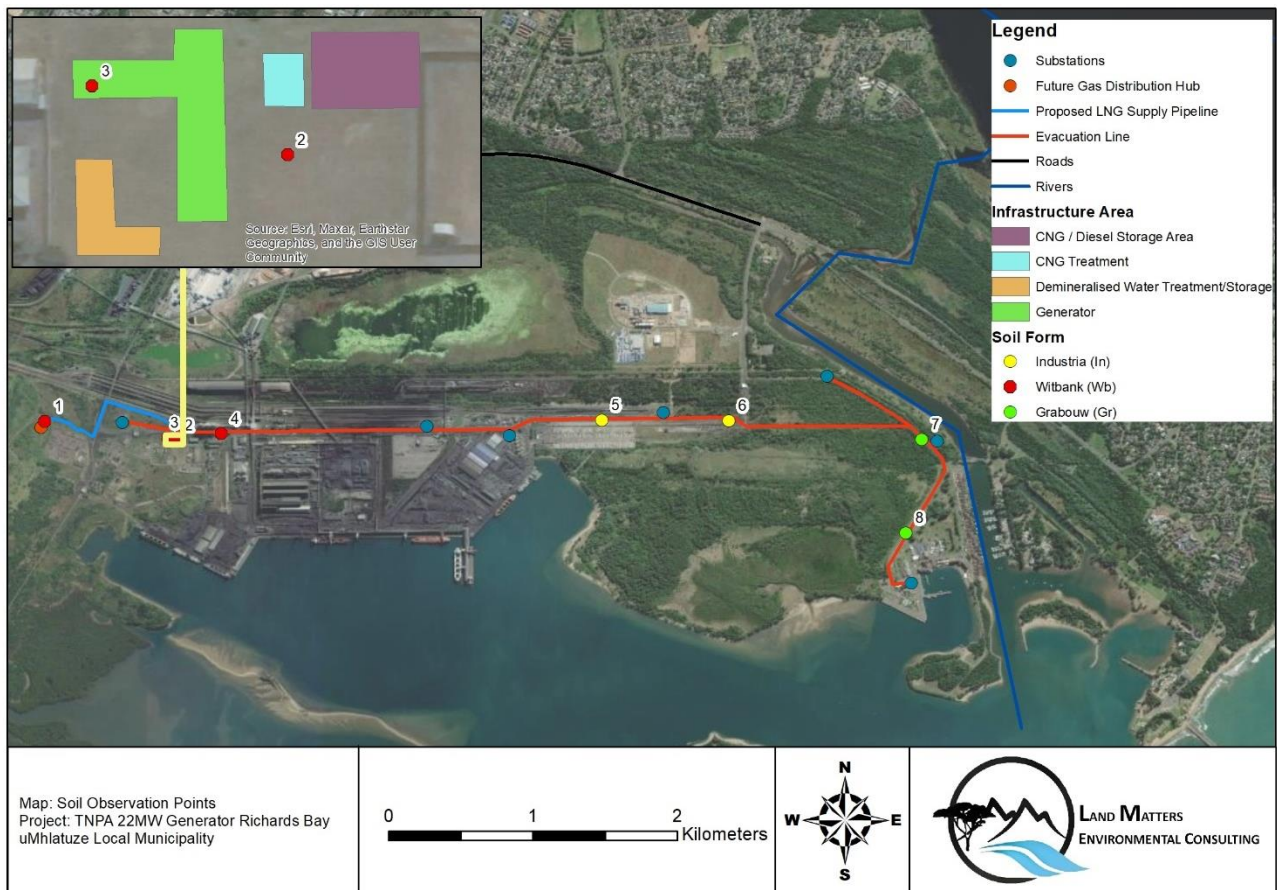 3
2
Source: Esri, Maxar, Earthstar
Geographics, and the GIS User
Community
Legend
Substations
Future Gas Distribution Hub
Proposed LNG Supply Pipeline
Evacuation Line
Roads
Rivers
Infrastructure Area
CNG / Diesel Storage Area
CNG Treatment
Demineralised Water Treatment/Storage
Generator
Soil Form
Industria (In)
Witbank (Wb)
Grabouw (Gr)
1
3
2
4
5
6
7
8
Map: Soil Observation Points
Project: TNPA 22MW Generator Richards Bay
uMhlatuze Local Municipality
0 1 2
Kilometers
N
W E
S
LAND MATTERS
ENVIRONMENTAL CONSULTING